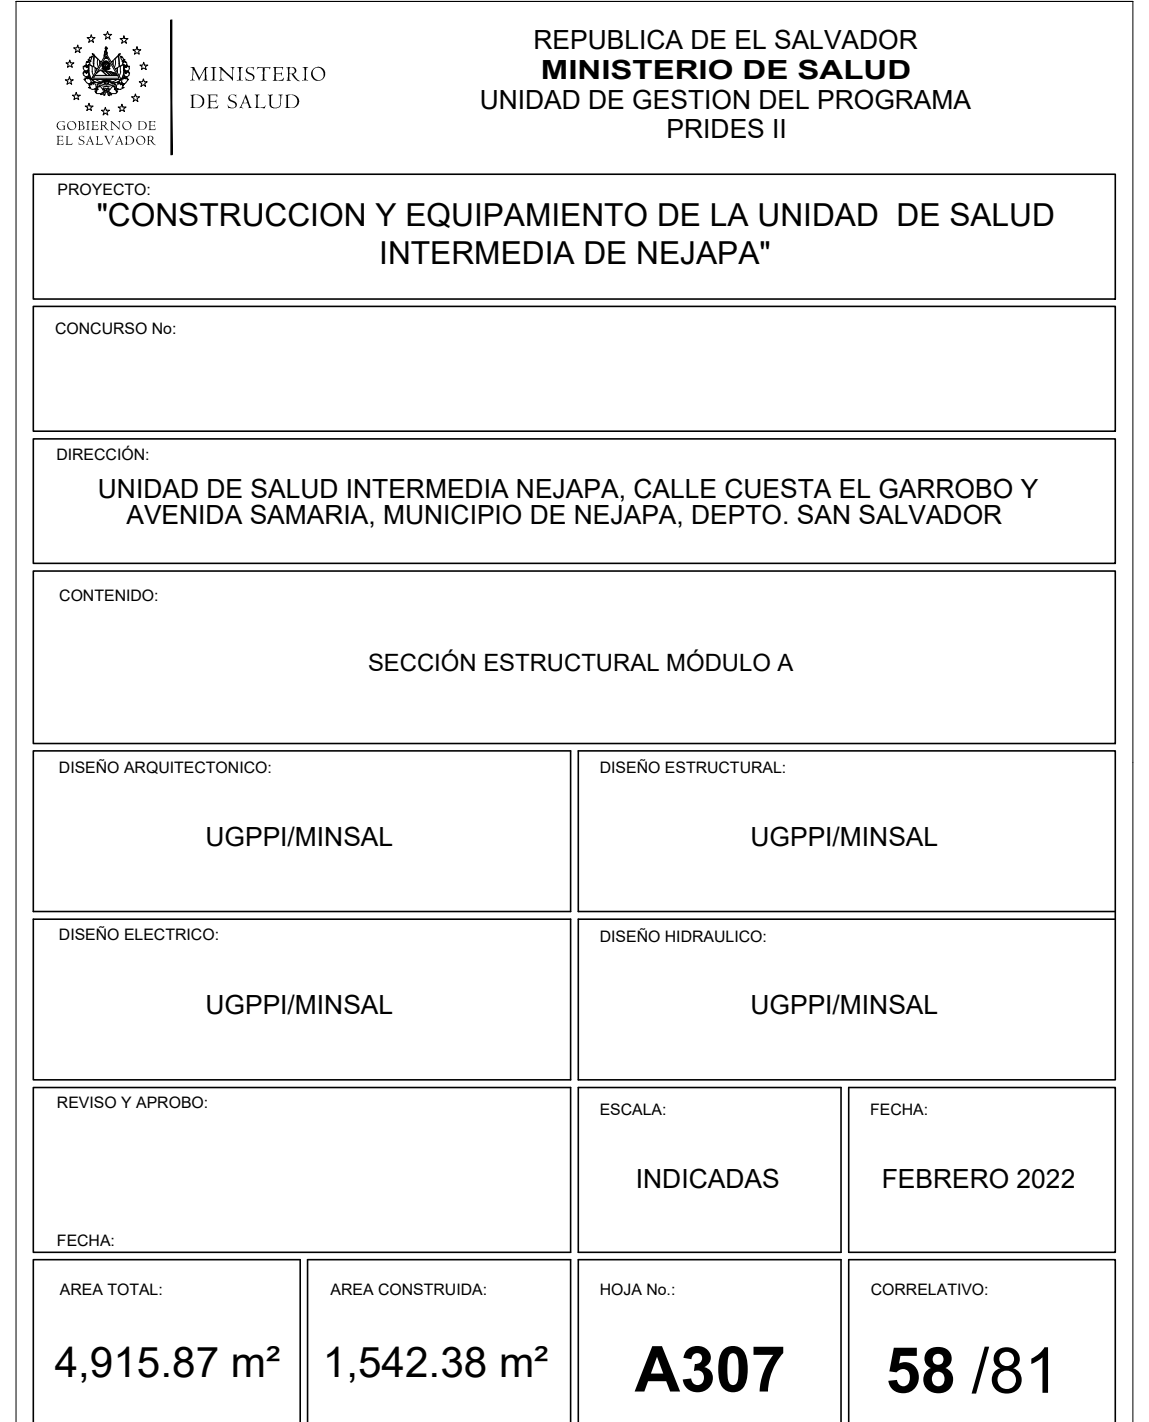 GOBIERNO DE
EL SALVADOR
MINISTERIO
DE SALUD
REPUBLICA DE EL SALVADOR
MINISTERIO DE SALUD
UNIDAD DE GESTION DEL PROGRAMA
PRIDES II
PROYECTO:
"CONSTRUCCION Y EQUIPAMIENTO DE LA UNIDAD DE SALUD
INTERMEDIA DE NEJAPA"
CONCURSO No:
DIRECCIÓN:
UNIDAD DE SALUD INTERMEDIA NEJAPA, CALLE CUESTA EL GARROBO Y
AVENIDA SAMARIA, MUNICIPIO DE NEJAPA, DEPTO. SAN SALVADOR
CONTENIDO:
SECCIÓN ESTRUCTURAL MÓDULO A
DISEÑO ARQUITECTONICO:
UGPPI/MINSAL
DISEÑO ESTRUCTURAL:
UGPPI/MINSAL
DISEÑO ELECTRICO:
UGPPI/MINSAL
DISEÑO HIDRAULICO:
UGPPI/MINSAL
REVISO Y APROBO:
FECHA:
ESCALA:
INDICADAS
FECHA:
FEBRERO 2022
AREA TOTAL:
4,915.87 m²
AREA CONSTRUIDA:
1,542.38 m²
HOJA No.:
A307
CORRELATIVO:
58 /81